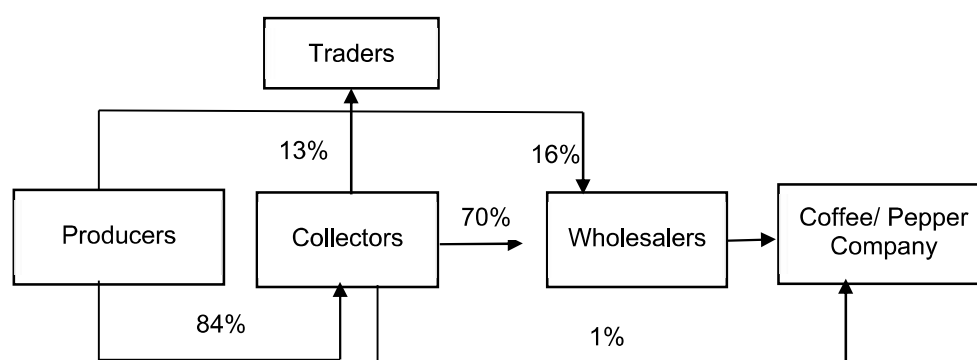 Traders
13%
16%
Producers
Collectors
70%
Wholesalers
Coffee/ Pepper
Company
84%
1%